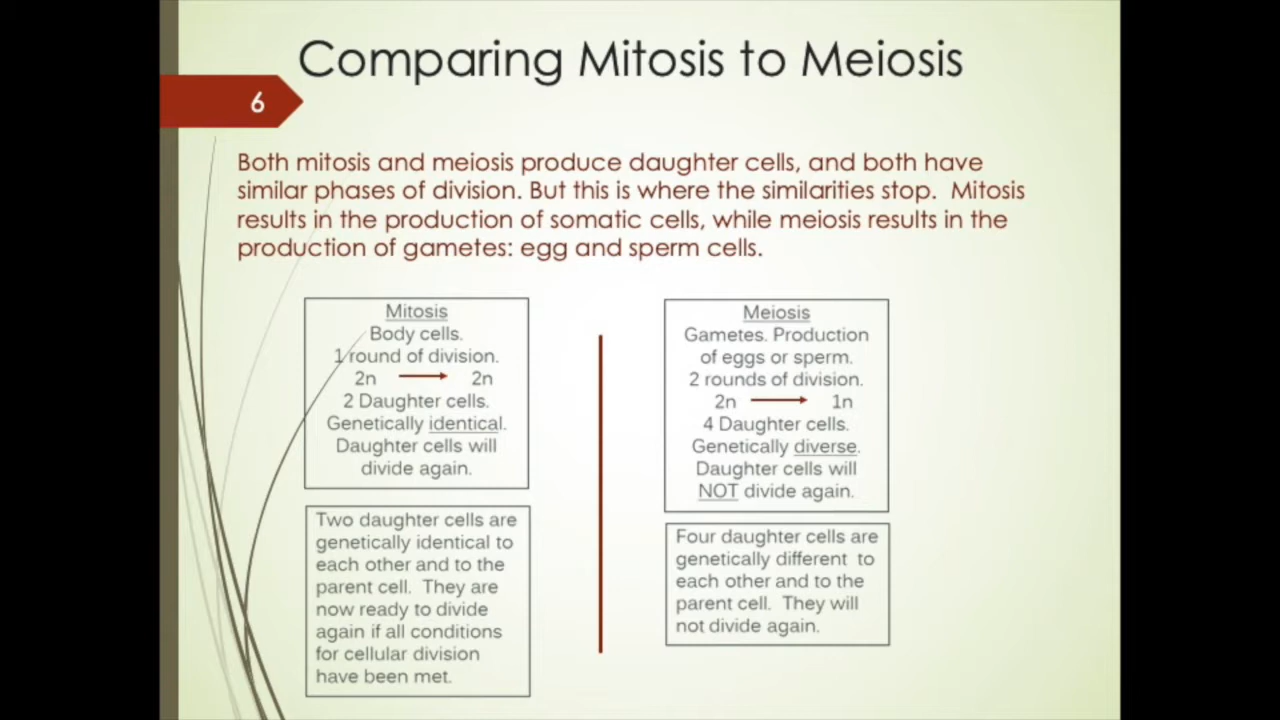 Comparing Mitosis to Meiosis
6
Both mitosis and meiosis produce daughter cells, and both have
similar phases of division. But this is where the similarities stop. Mitosis
results in the production of somatic cells, while meiosis results in the
production of gametes: egg and sperm cells.
Mitosis
Body cells.
1 round of division.
2n → 2n
2 Daughter cells.
Genetically identical.
Daughter cells will
divide again.
Two daughter cells are
genetically identical to
each other and to the
parent cell. They are
now ready to divide
again if all conditions
for cellular division
have been met.
Meiosis
Gametes. Production
of eggs or sperm.
2 rounds of division.
2n → 1n
4 Daughter cells.
Genetically diverse.
Daughter cells will
NOT divide again.
Four daughter cells are
genetically different to
each other and to the
parent cell. They will
not divide again.